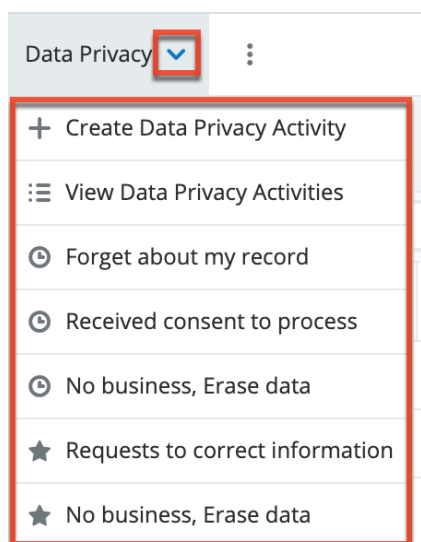 Data Privacy
Create Data Privacy Activity
View Data Privacy Activities
Forget about my record
Received consent to process
No business, Erase data
Requests to correct information
No business, Erase data